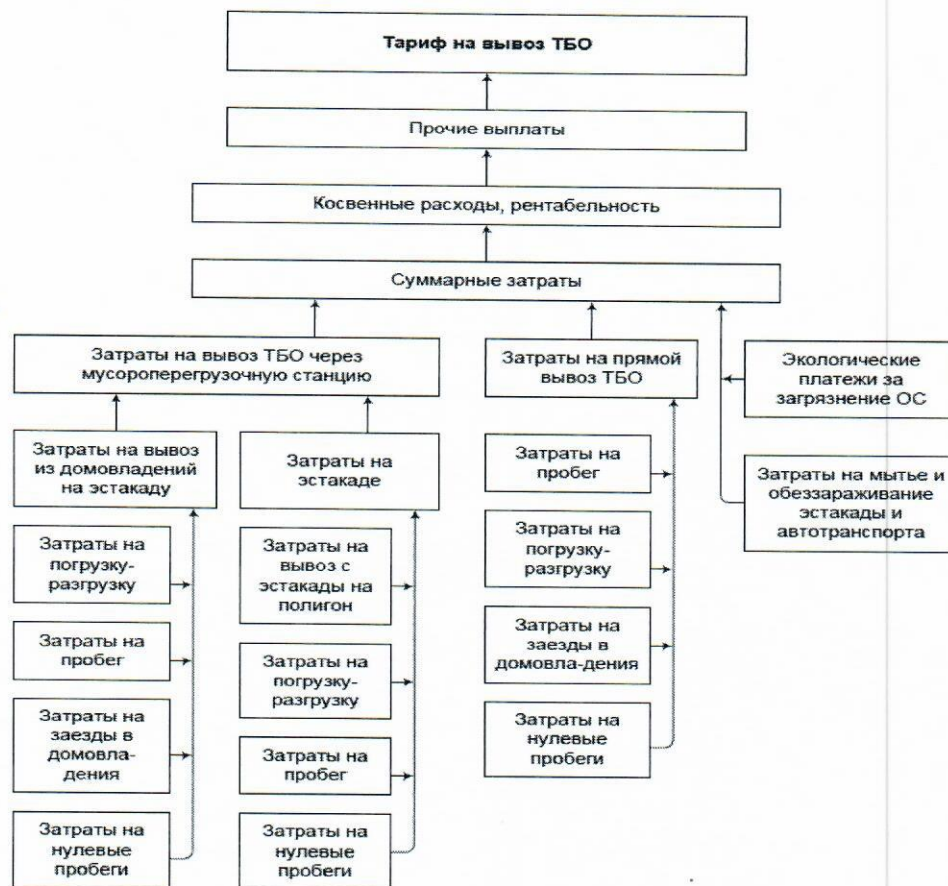 Тариф на вывоз ТБО
Прочие выплаты
Косвенные расходы, рентабельность
Суммарные затраты
Затраты на вывоз ТБО через
мусороперегрузочную станцию
Затраты на прямой
вывоз ТБО
Экологические
платежи за
загрязнение ОС
Затраты на вывоз
из домовладений
на эстакаду
Затраты на
эстакаде
Затраты на
пробег
Затраты на мытье и
обеззараживание
эстакады и
автотранспорта
Затраты на
погрузку-
разгрузку
Затраты на
вывоз с
эстакады на
полигон
Затраты на
погрузку-
разгрузку
Затраты на
пробег
Затраты на
погрузку-
разгрузку
Затраты на
заезды в
домовла-дения
Затраты на
заезды в
домовла-
дения
Затраты на
пробег
Затраты на
нулевые
пробеги
Затраты на
нулевые
пробеги
Затраты на
нулевые
пробеги